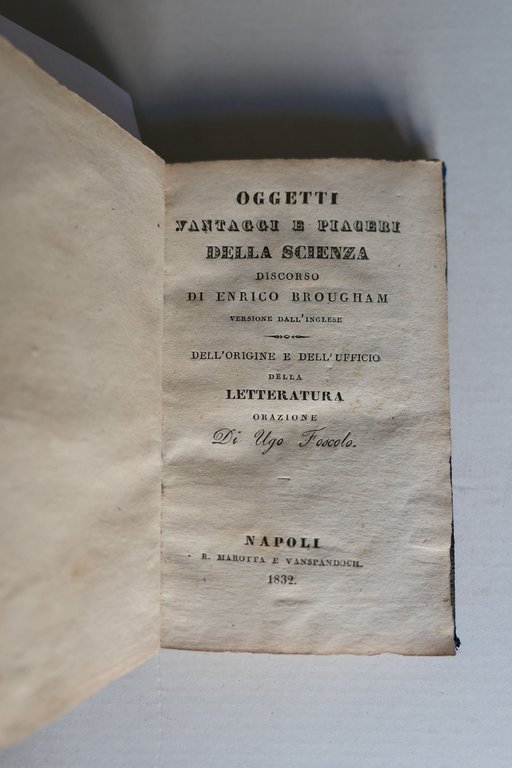 OGGETTI
VANTAGGI E PIACERI
DELLA SCIENZA
DISCORSO
DI ENRICO BROUGHAM
VERSIONE DALL'INGLESE
DELL'ORIGINE E DELL'UFFICIO
DELLA
LETTERATURA
ORAZIONE
Di Ugo Foscolo.
NAPOLI
R. MAROTTA E VANSPANDOCH.
1832.